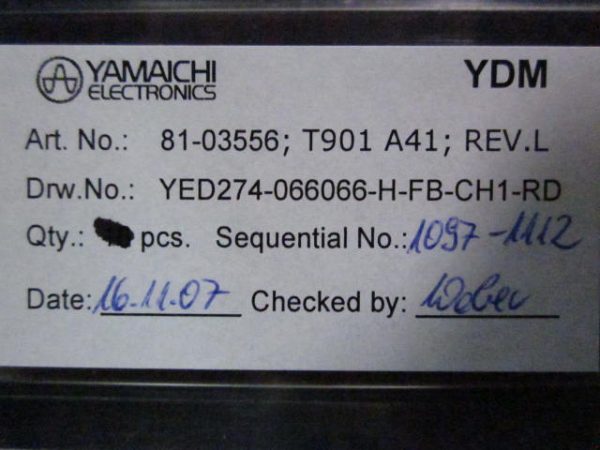 YAMAICHI ELECTRONICS YDM
Art. No.: 81-03556; T901 A41; REV.L
Drw.No.: YED274-066066-H-FB-CH1-RD
Qty.: pcs. Sequential No.: 1097-1112
Date: 16.11.07 Checked by: Weber